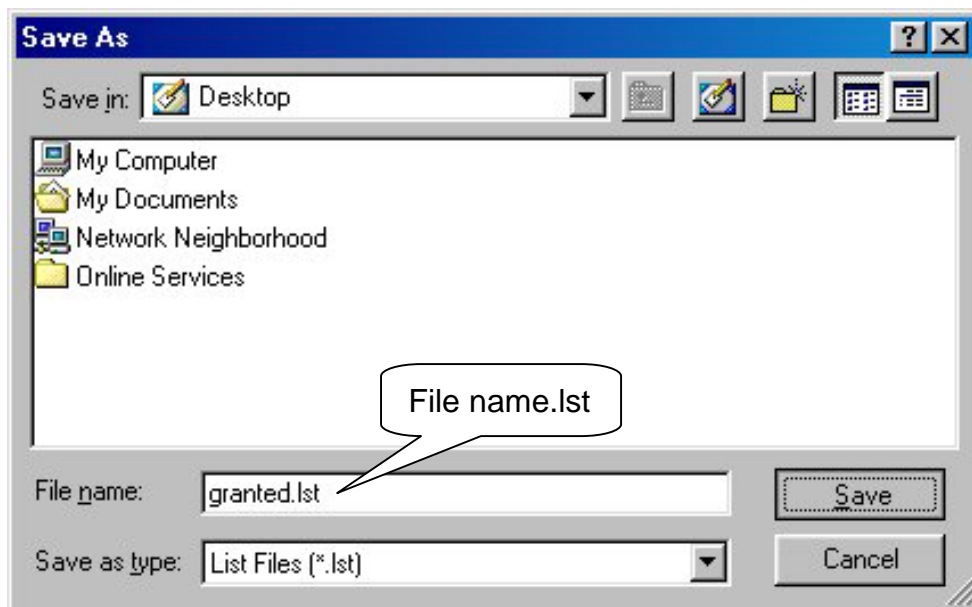 Save As
Save in: Desktop
My Computer
My Documents
Network Neighborhood
Online Services
File name.lst
File name: granted.lst Save
Save as type: List Files (*.lst) Cancel